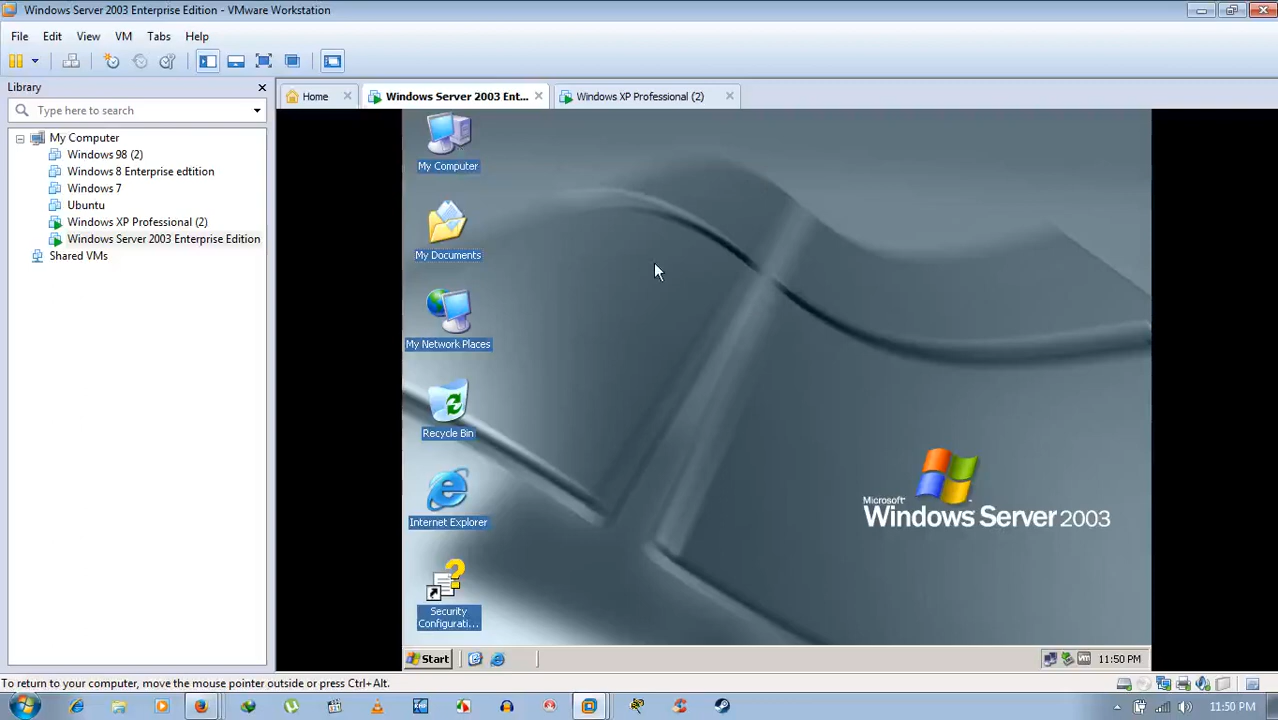 Windows Server 2003 Enterprise Edition - VMware Workstation
File Edit View VM Tabs Help
Library
Type here to search
My Computer
Windows 98 (2)
Windows 8 Enterprise edtition
Windows 7
Ubuntu
Windows XP Professional (2)
Windows Server 2003 Enterprise Edition
Shared VMs
Home
Windows Server 2003 Ent...
Windows XP Professional (2)
My Computer
My Documents
My Network Places
Recycle Bin
Internet Explorer
Security
Configurati...
Microsoft
Windows Server 2003
Start
11:50 PM
To return to your computer, move the mouse pointer outside or press Ctrl+Alt.
11:50 PM